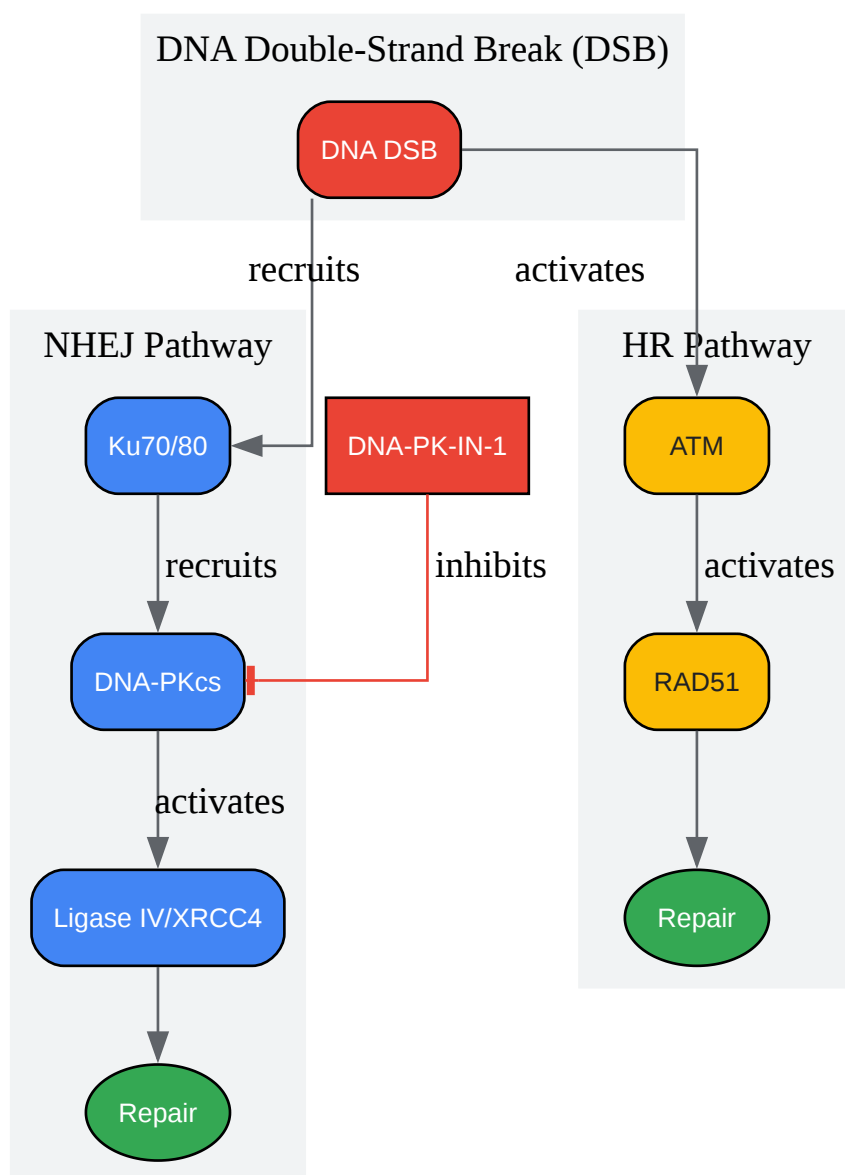 DNA Double-Strand Break (DSB)
DNA DSB
recruits
activates
NHEJ Pathway
HR Pathway
Ku70/80
DNA-PK-IN-1
ATM
recruits
inhibits
activates
DNA-PKcs
RAD51
activates
Ligase IV/XRCC4
Repair
Repair